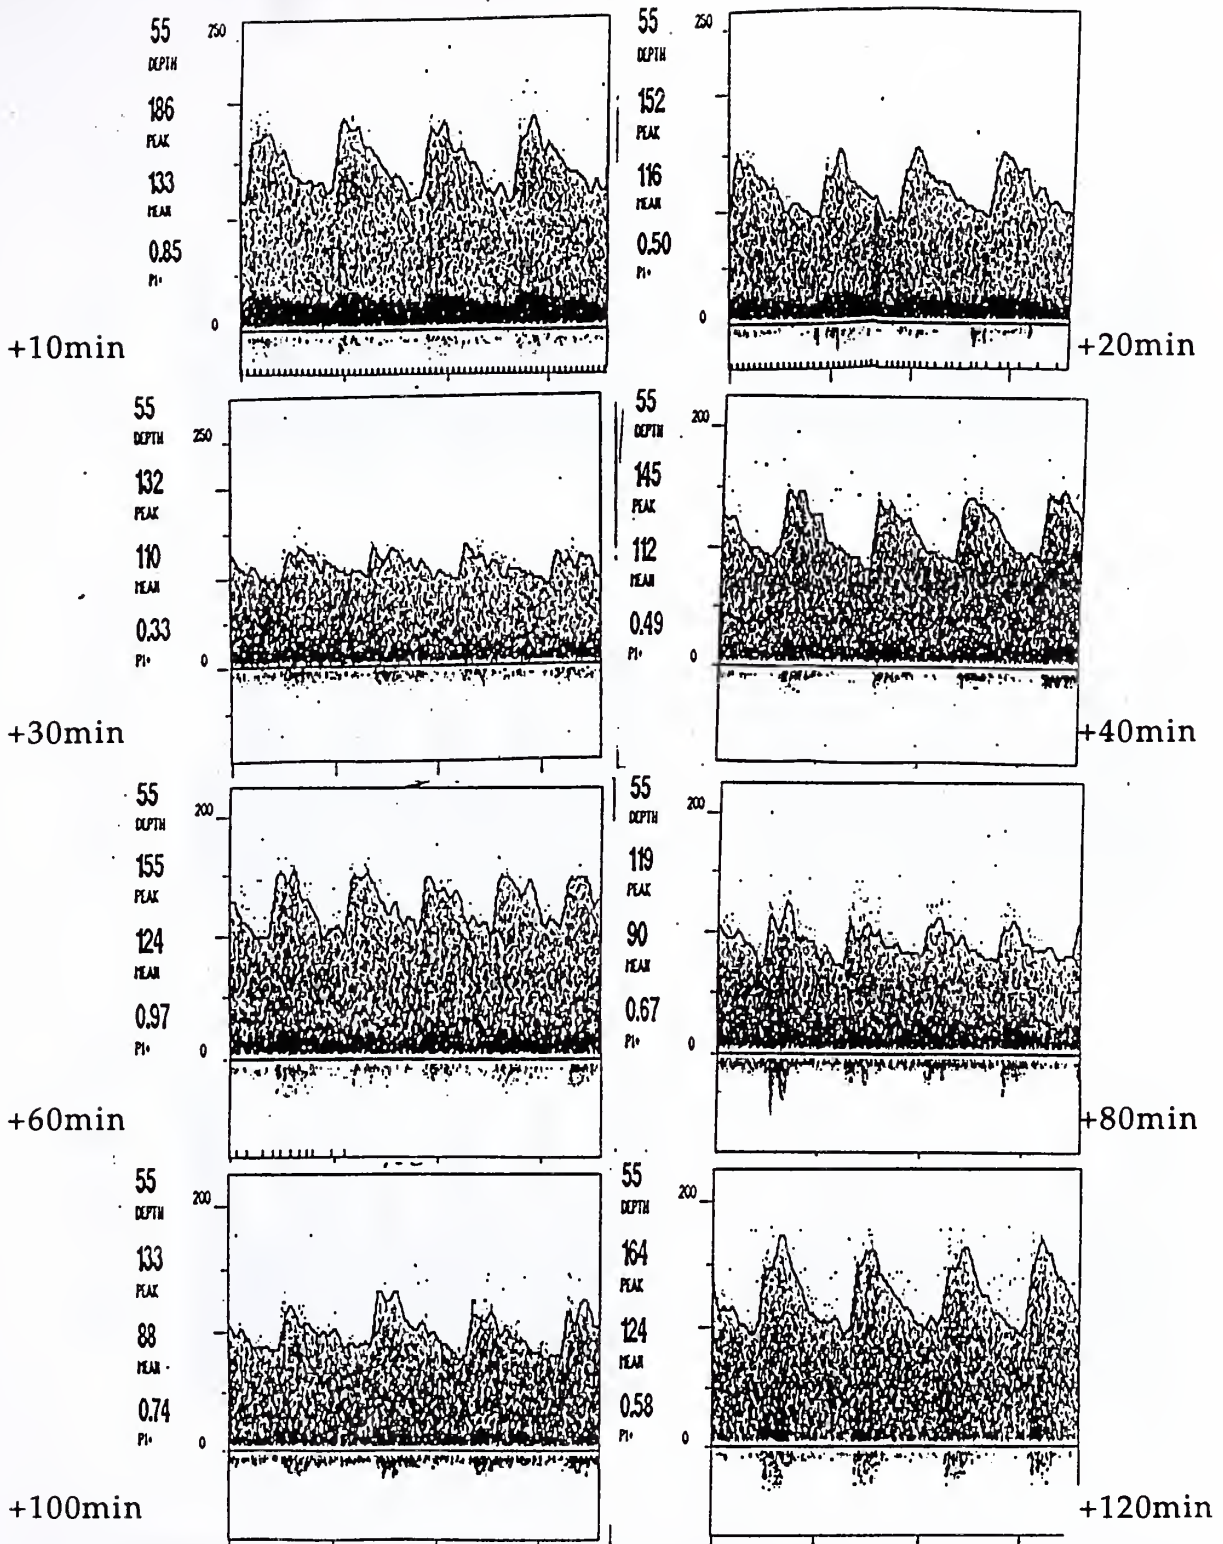 55
DEPTH
186
PEAK
133
MEAN
0.85
PI+
250
0
+10min
55
DEPTH
152
PEAK
116
MEAN
0.50
PI+
250
0
+20min
55
DEPTH
132
PEAK
110
MEAN
0.33
PI+
250
0
+30min
55
DEPTH
145
PEAK
112
MEAN
0.49
PI+
200
0
+40min
55
DEPTH
155
PEAK
124
MEAN
0.97
PI+
200
0
+60min
55
DEPTH
119
PEAK
90
MEAN
0.67
PI+
200
0
+80min
55
DEPTH
133
PEAK
88
MEAN
0.74
PI+
200
0
+100min
55
DEPTH
164
PEAK
124
MEAN
0.58
PI+
200
0
+120min